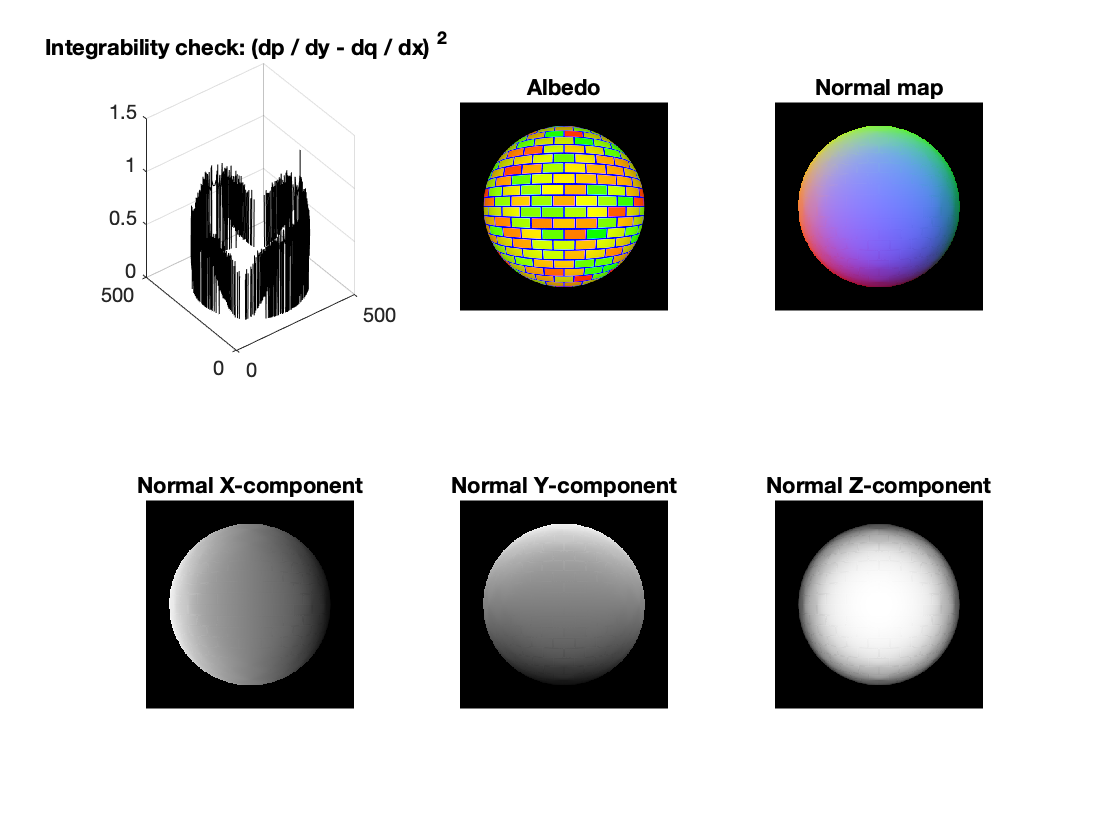 Integrability check: (dp / dy - dq / dx) ²
1.5
1
0.5
0
500
0
0
500
Albedo
Normal map
Normal X-component
Normal Y-component
Normal Z-component